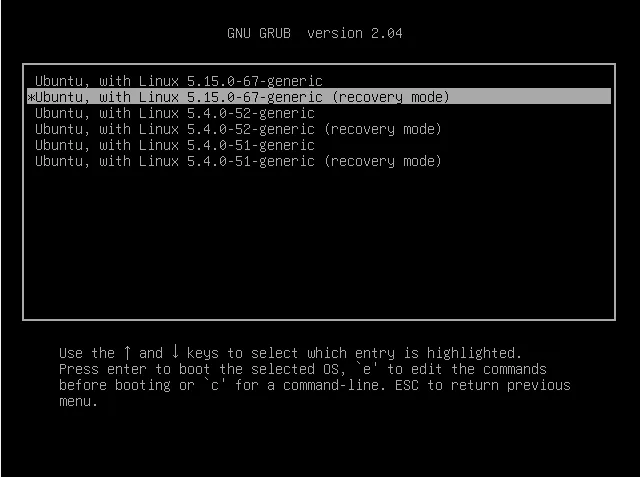 GNU GRUB  version 2.04
Ubuntu, with Linux 5.15.0-67-generic
*Ubuntu, with Linux 5.15.0-67-generic (recovery mode)
Ubuntu, with Linux 5.4.0-52-generic
Ubuntu, with Linux 5.4.0-52-generic (recovery mode)
Ubuntu, with Linux 5.4.0-51-generic
Ubuntu, with Linux 5.4.0-51-generic (recovery mode)
Use the ↑ and ↓ keys to select which entry is highlighted.
Press enter to boot the selected OS, `e' to edit the commands
before booting or `c' for a command-line. ESC to return previous
menu.